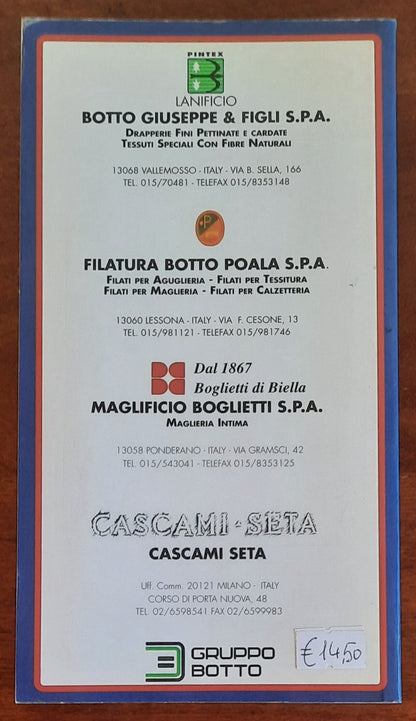 PINTEX
LANIFICIO
BOTTO GIUSEPPE & FIGLI S.P.A.
DRAPPERIE FINI PETTINATE E CARDATE
TESSUTI SPECIALI CON FIBRE NATURALI
13068 VALLEMOSSO - ITALY - VIA B. SELLA, 166
TEL. 015/70481 - TELEFAX 015/8353148
P
FILATURA BOTTO POALA S.P.A.
FILATI PER AGUGLIERIA - FILATI PER TESSITURA
FILATI PER MAGLIERIA - FILATI PER CALZETTERIA
13060 LESSONA - ITALY - VIA F. CESONE, 13
TEL. 015/981121 - TELEFAX 015/981746
Dal 1867
Boglietti di Biella
MAGLIFICIO BOGLIETTI S.P.A.
MAGLIERIA INTIMA
13058 PONDERANO - ITALY - VIA GRAMSCI, 42
TEL. 015/543041 - TELEFAX 015/8353125
CASCAMI-SETA
CASCAMI SETA
Uff. Comm. 20121 MILANO - ITALY
CORSO DI PORTA NUOVA, 48
TEL. 02/6598541 FAX 02/6599983
GRUPPO
BOTTO
€ 14,50